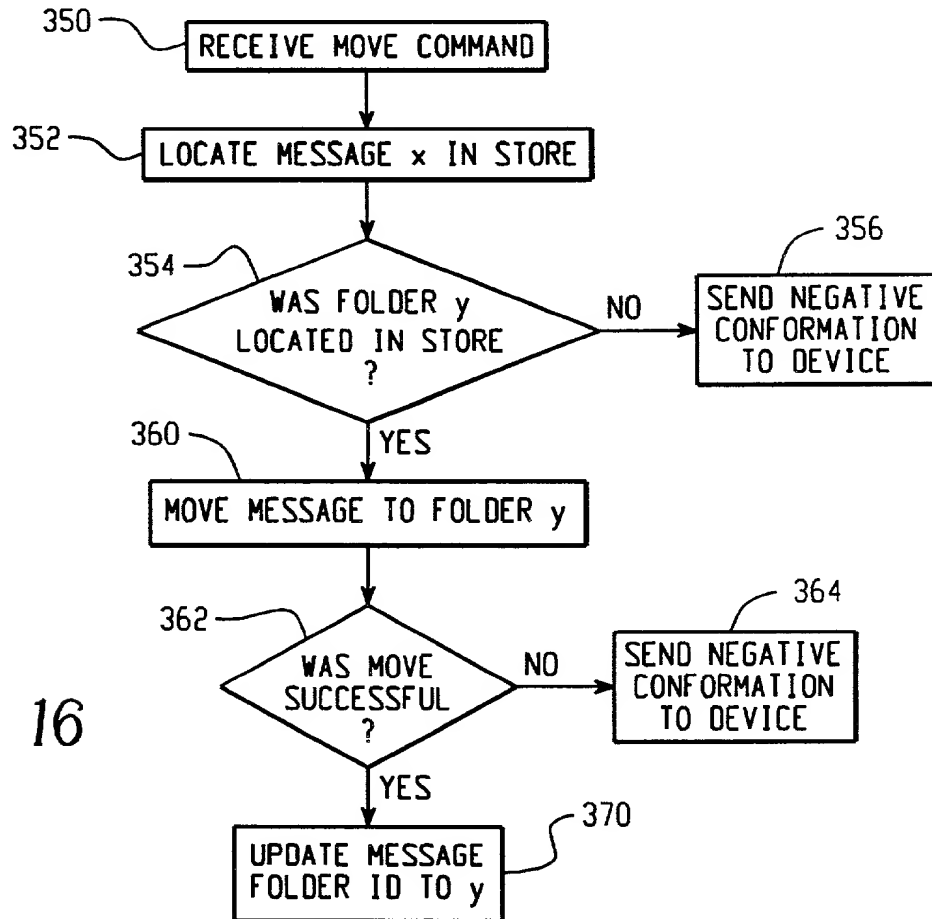 350
RECEIVE MOVE COMMAND
352
LOCATE MESSAGE x IN STORE
354
WAS FOLDER y
LOCATED IN STORE
?
NO
356
SEND NEGATIVE
CONFORMATION
TO DEVICE
YES
360
MOVE MESSAGE TO FOLDER y
362
WAS MOVE
SUCCESSFUL
?
NO
364
SEND NEGATIVE
CONFORMATION
TO DEVICE
16
YES
370
UPDATE MESSAGE
FOLDER ID TO y